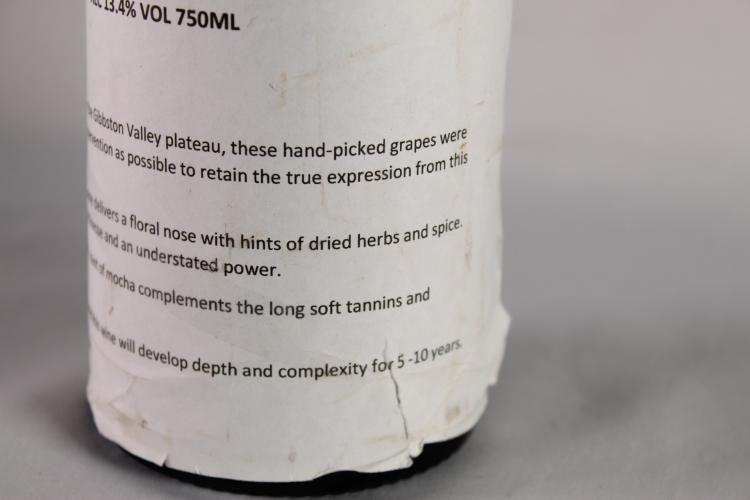 13.4% VOL 750ML
Gibbston Valley plateau, these hand-picked grapes were
as possible to retain the true expression from this
delivers a floral nose with hints of dried herbs and spice.
and an understated power.
of mocha complements the long soft tannins and
wine will develop depth and complexity for 5 -10 years.